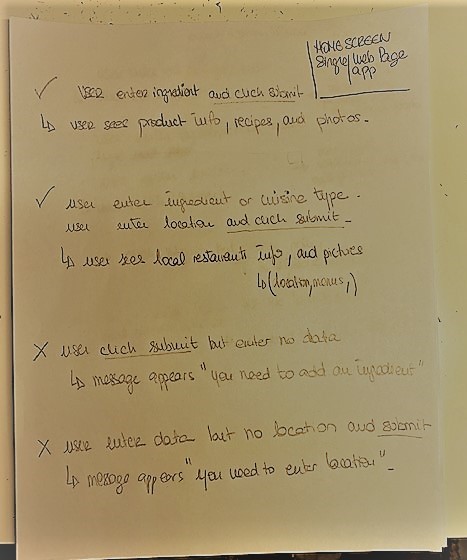 HOME SCREEN
Single Web Page
app
✓ USER enter ingredient and click submit
↳ user sees product info, recipes, and photos.
✓ user enter ingredient or cuisine type.
user enter location and click submit.
↳ user sees local restaurants info, and pictures
↳ (location, menus,)
X user click submit but enter no data
↳ message appears "you need to add an ingredient"
X user enter data but no location and submit
↳ message appears "you need to enter location".